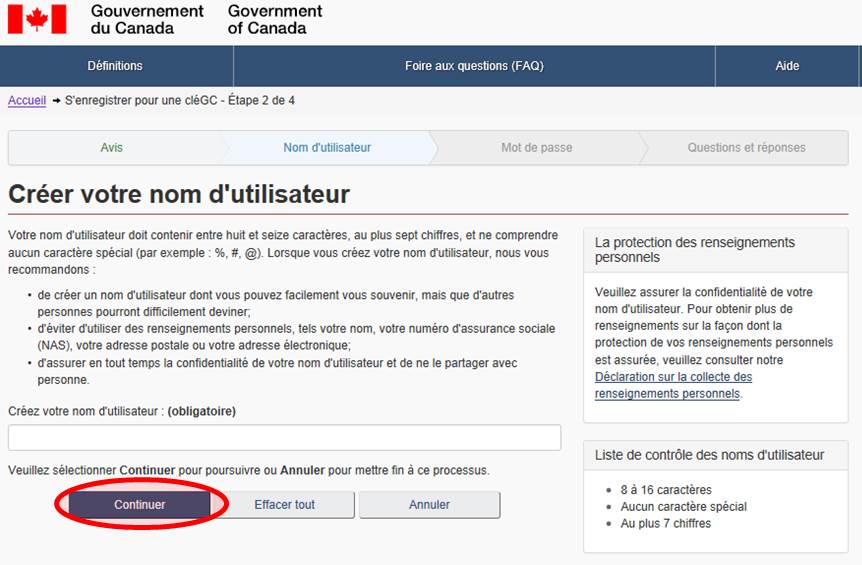 Gouvernement du Canada
Government of Canada
Définitions
Foire aux questions (FAQ)
Aide
Accueil → S'enregistrer pour une cléGC - Étape 2 de 4
Avis
Nom d'utilisateur
Mot de passe
Questions et réponses
Créer votre nom d'utilisateur
Votre nom d'utilisateur doit contenir entre huit et seize caractères, au plus sept chiffres, et ne comprendre
aucun caractère spécial (par exemple : %, #, @). Lorsque vous créez votre nom d'utilisateur, nous vous
recommandons :
• de créer un nom d'utilisateur dont vous pouvez facilement vous souvenir, mais que d'autres
personnes pourront difficilement deviner;
• d'éviter d'utiliser des renseignements personnels, tels votre nom, votre numéro d'assurance sociale
(NAS), votre adresse postale ou votre adresse électronique;
• d'assurer en tout temps la confidentialité de votre nom d'utilisateur et de ne le partager avec
personne.
Créez votre nom d'utilisateur : (obligatoire)
Veuillez sélectionner Continuer pour poursuivre ou Annuler pour mettre fin à ce processus.
Continuer
Effacer tout
Annuler
La protection des renseignements
personnels
Veuillez assurer la confidentialité de votre
nom d'utilisateur. Pour obtenir plus de
renseignements sur la façon dont la
protection de vos renseignements personnels
est assurée, veuillez consulter notre
Déclaration sur la collecte des
renseignements personnels.
Liste de contrôle des noms d'utilisateur
• 8 à 16 caractères
• Aucun caractère spécial
• Au plus 7 chiffres